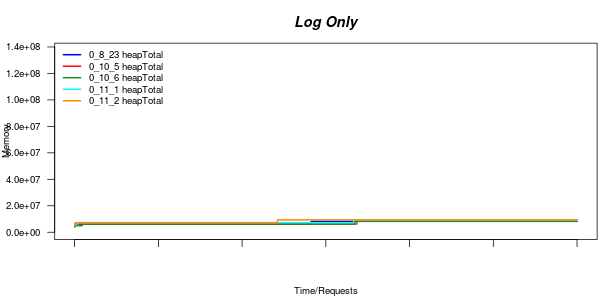 Log Only
1.4e+08
1.2e+08
1.0e+08
8.0e+07
6.0e+07
4.0e+07
2.0e+07
0.0e+00
Memory
0_8_23 heapTotal
0_10_5 heapTotal
0_10_6 heapTotal
0_11_1 heapTotal
0_11_2 heapTotal
Time/Requests